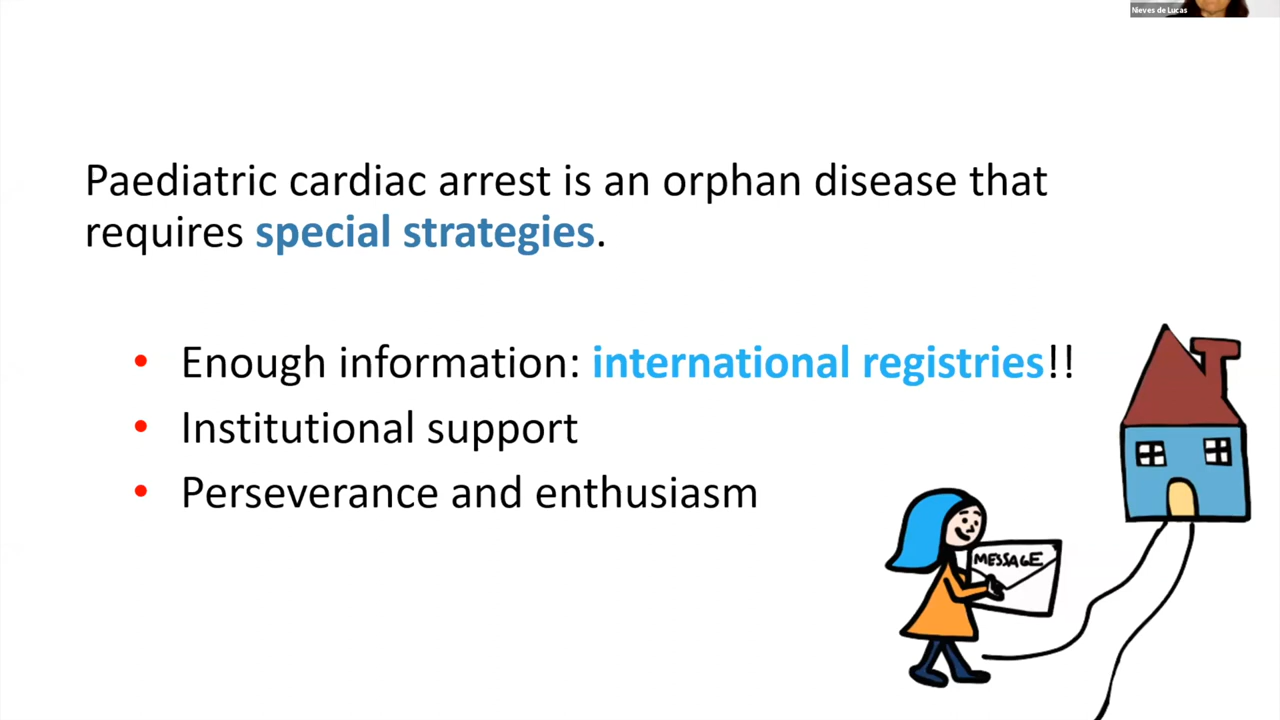 Nieves de Lucas
Paediatric cardiac arrest is an orphan disease that
requires special strategies.
• Enough information: international registries!!
• Institutional support
• Perseverance and enthusiasm
MESSAGE